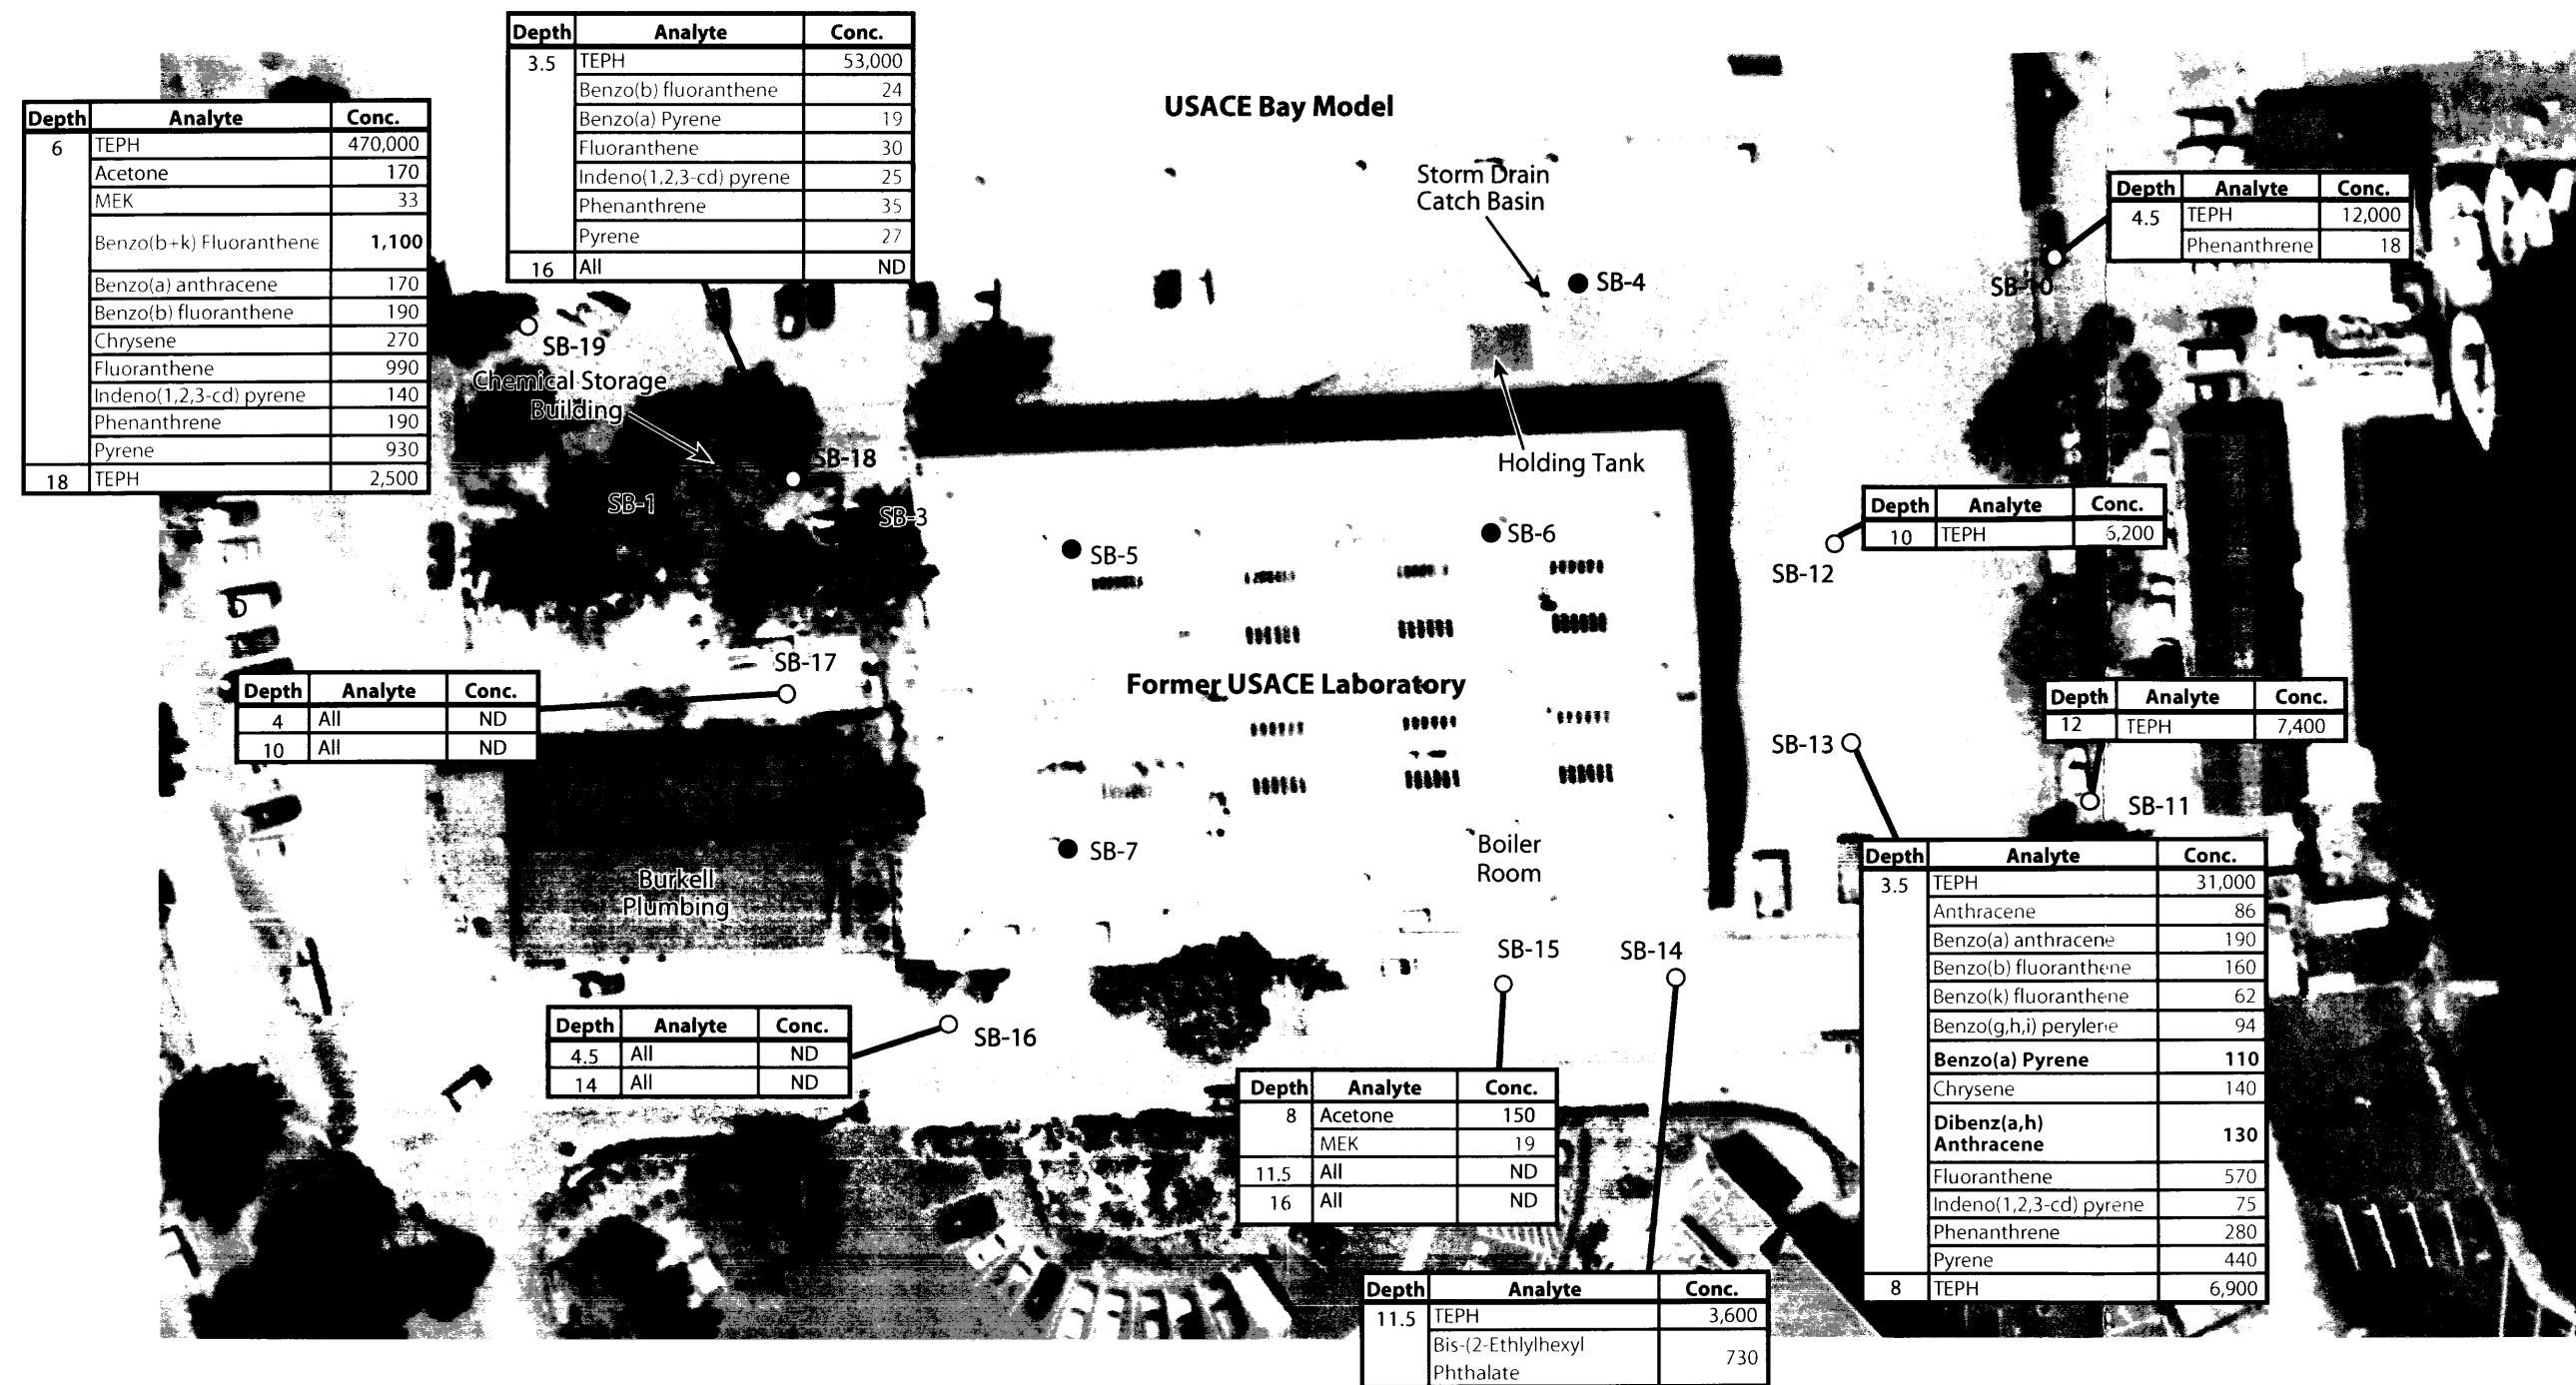 Depth Analyte Conc.
3.5 TEPH 53,000
Benzo(b) fluoranthene 24
Benzo(a) Pyrene 19
Fluoranthene 30
Indeno(1,2,3-cd) pyrene 25
Phenanthrene 35
Pyrene 27
16 All ND
Depth Analyte Conc.
6 TEPH 470,000
Acetone 170
MEK 33
Benzo(b+k) Fluoranthene 1,100
Benzo(a) anthracene 170
Benzo(b) fluoranthene 190
Chrysene 270
Fluoranthene 990
Indeno(1,2,3-cd) pyrene 140
Phenanthrene 190
Pyrene 930
18 TEPH 2,500
USACE Bay Model
Storm Drain
Catch Basin
SB-4
Depth Analyte Conc.
4.5 TEPH 12,000
Phenanthrene 18
SB-10
SB-19
Chemical Storage
Building
SB-18
SB-1
SB-3
Holding Tank
SB-5
SB-6
Depth Analyte Conc.
10 TEPH 6,200
SB-12
SB-17
Depth Analyte Conc.
4 All ND
10 All ND
Former USACE Laboratory
Depth Analyte Conc.
12 TEPH 7,400
SB-13
SB-11
SB-7
Boiler
Room
Burkell
Plumbing
Depth Analyte Conc.
3.5 TEPH 31,000
Anthracene 86
Benzo(a) anthracene 190
Benzo(b) fluoranthene 160
Benzo(k) fluoranthene 62
Benzo(g,h,i) perylene 94
Benzo(a) Pyrene 110
Chrysene 140
Dibenz(a,h)
Anthracene 130
Fluoranthene 570
Indeno(1,2,3-cd) pyrene 75
Phenanthrene 280
Pyrene 440
8 TEPH 6,900
SB-15
SB-14
Depth Analyte Conc.
4.5 All ND
14 All ND
SB-16
Depth Analyte Conc.
8 Acetone 150
MEK 19
11.5 All ND
16 All ND
Depth Analyte Conc.
11.5 TEPH 3,600
Bis-(2-Ethlylhexyl
Phthalate 730